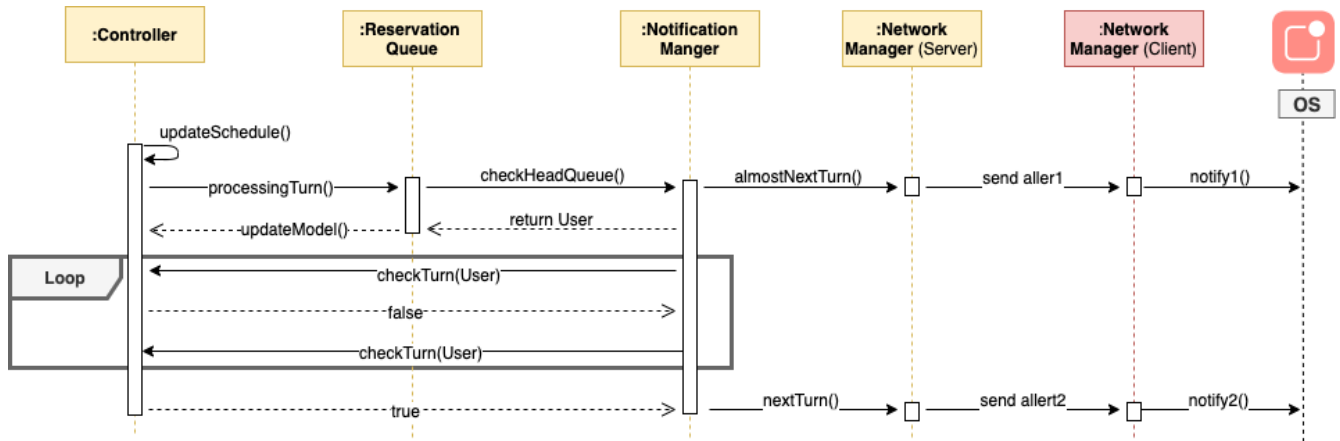 :Controller
:Reservation
Queue
:Notification
Manger
:Network
Manager (Server)
:Network
Manager (Client)
OS
updateSchedule()
processingTurn()
checkHeadQueue()
almostNextTurn()
send aller1
notify1()
updateModel()
return User
Loop
checkTurn(User)
false
checkTurn(User)
true
nextTurn()
send allert2
notify2()